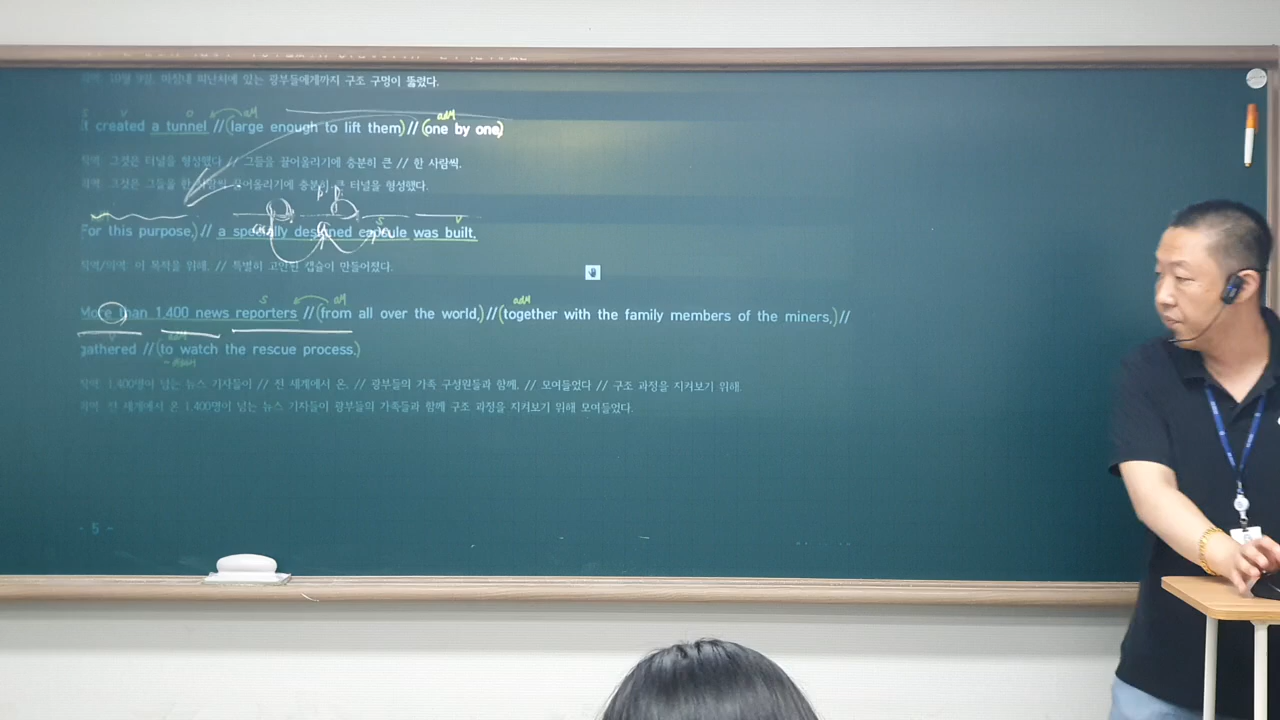 의역: 10월 9일, 마침내 피난처에 있는 광부들에게까지 구조 구멍이 뚫렸다.
S V O adj adv
It created a tunnel // (large enough to lift them) // (one by one)
직역: 그것은 터널을 형성했다 // 그들을 끌어올리기에 충분히 큰 // 한 사람씩.
의역: 그것은 그들을 한 사람씩 끌어올리기에 충분히 큰 터널을 형성했다.
S V
For this purpose,) // a specially designed capsule was built.
직역/의역: 이 목적을 위해, // 특별히 고안된 캡슐이 만들어졌다.
S adj adv
More than 1,400 news reporters // (from all over the world,) // (together with the family members of the miners,) //
V adv
gathered // (to watch the rescue process.)
직역: 1,400명이 넘는 뉴스 기자들이 // 전 세계에서 온, // 광부들의 가족 구성원들과 함께, // 모여들었다 // 구조 과정을 지켜보기 위해.
의역: 전 세계에서 온 1,400명이 넘는 뉴스 기자들이 광부들의 가족들과 함께 구조 과정을 지켜보기 위해 모여들었다.
- 5 -